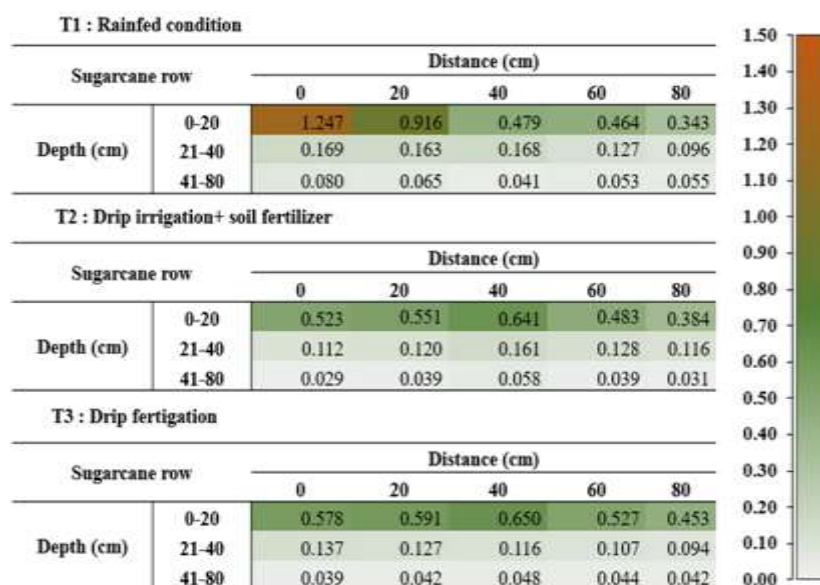 T1 : Rainfed condition
Sugarcane row Distance (cm)
0 20 40 60 80
Depth (cm) 0-20 1.247 0.916 0.479 0.464 0.343
21-40 0.169 0.163 0.168 0.127 0.096
41-80 0.080 0.065 0.041 0.053 0.055
T2 : Drip irrigation+ soil fertilizer
Sugarcane row Distance (cm)
0 20 40 60 80
Depth (cm) 0-20 0.523 0.551 0.641 0.483 0.384
21-40 0.112 0.120 0.161 0.128 0.116
41-80 0.029 0.039 0.058 0.039 0.031
T3 : Drip fertigation
Sugarcane row Distance (cm)
0 20 40 60 80
Depth (cm) 0-20 0.578 0.591 0.650 0.527 0.453
21-40 0.137 0.127 0.116 0.107 0.094
41-80 0.039 0.042 0.048 0.044 0.042
1.50
1.40
1.30
1.20
1.10
1.00
0.90
0.80
0.70
0.60
0.50
0.40
0.30
0.20
0.10
0.00